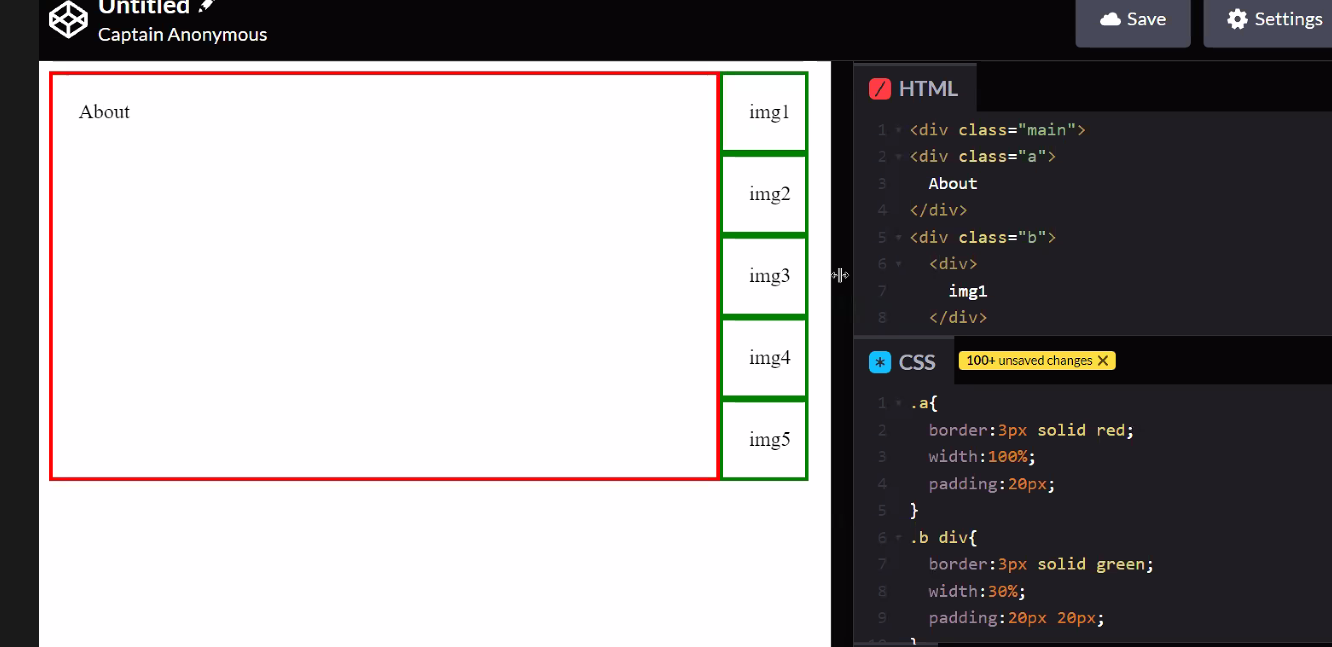 Untitled
Captain Anonymous
Save
Settings
About
img1
img2
img3
img4
img5
HTML
1 <div class="main">
2 <div class="a">
3 About
4 </div>
5 <div class="b">
6 <div>
7 img1
8 </div>
CSS
100+ unsaved changes X
1 .a{
2 border:3px solid red;
3 width:100%;
4 padding:20px;
5 }
6 .b div{
7 border:3px solid green;
8 width:30%;
9 padding:20px 20px;
10 }